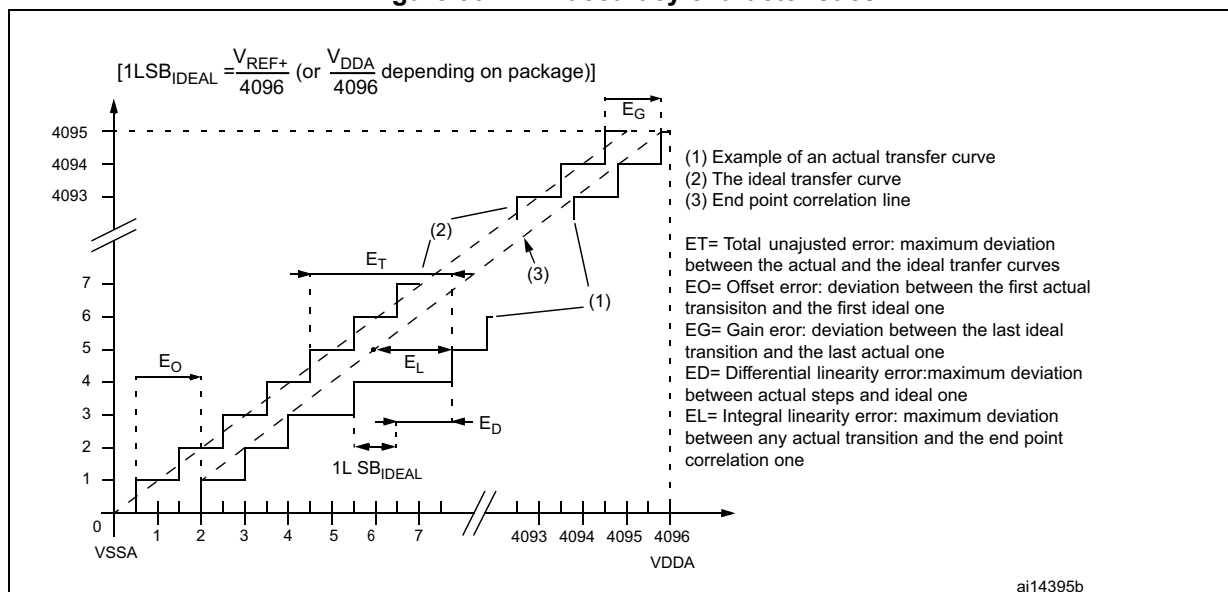 [1LSB_IDEAL = V_REF+/4096 (or V_DDA/4096 depending on package)]
E_G
4095
4094
4093
(1) Example of an actual transfer curve
(2) The ideal transfer curve
(3) End point correlation line
(2)
E_T
(3)
(1)
ET= Total unajusted error: maximum deviation
between the actual and the ideal tranfer curves
EO= Offset error: deviation between the first actual
transisiton and the first ideal one
EG= Gain eror: deviation between the last ideal
transition and the last actual one
ED= Differential linearity error:maximum deviation
between actual steps and ideal one
EL= Integral linearity error: maximum deviation
between any actual transition and the end point
correlation one
7
6
5
4
3
2
1
E_O
E_L
E_D
1L SB_IDEAL
0
1 2 3 4 5 6 7 4093 4094 4095 4096
VSSA VDDA
ai14395b